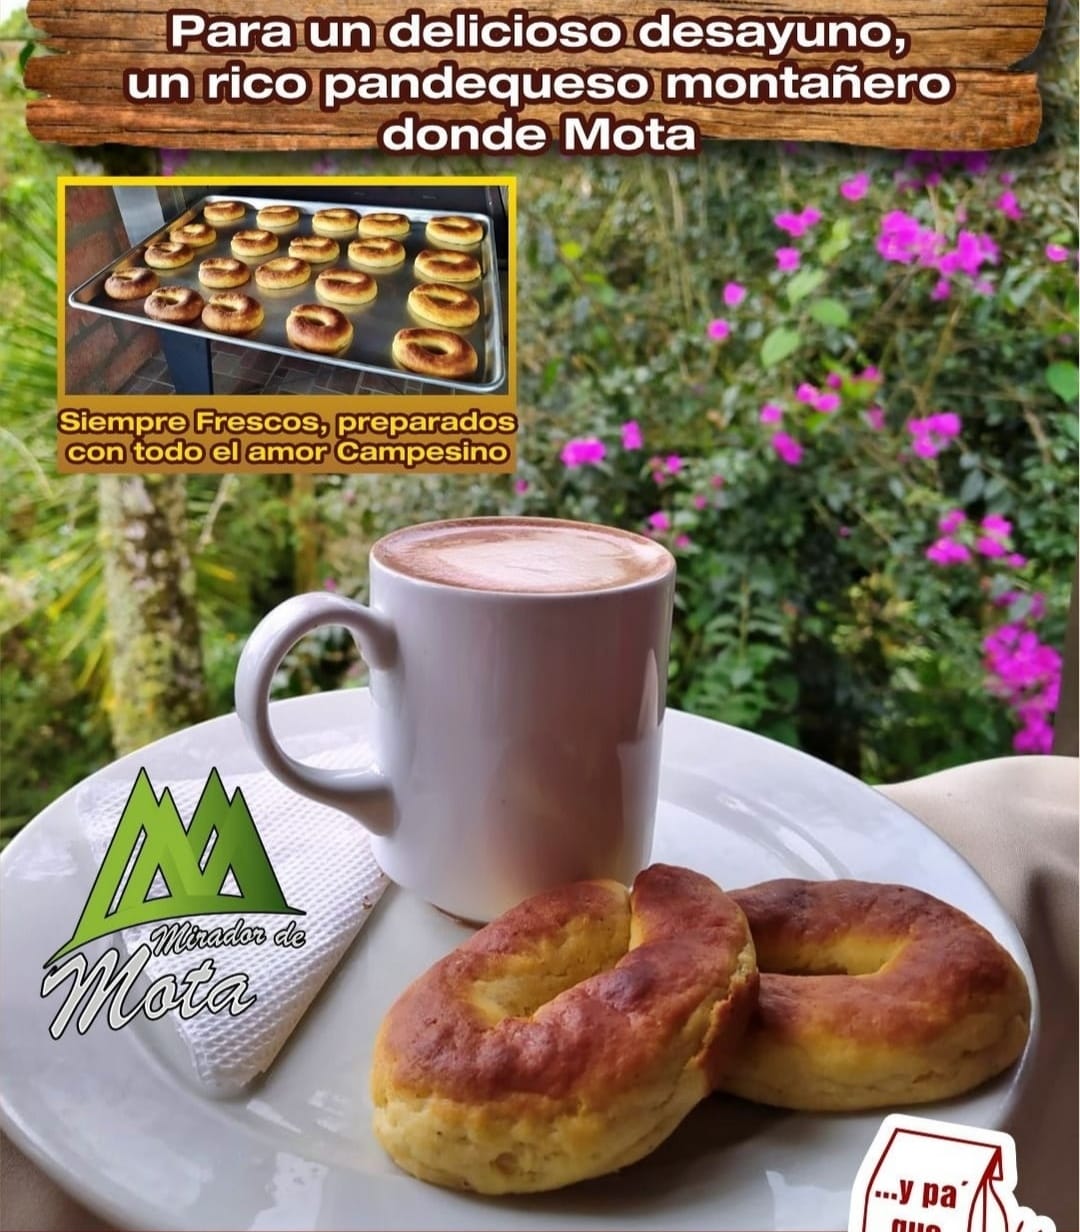 Para un delicioso desayuno,
un rico pandequeso montañero
donde Mota
Siempre Frescos, preparados
con todo el amor Campesino
Mirador de
Mota
...y pa´
que